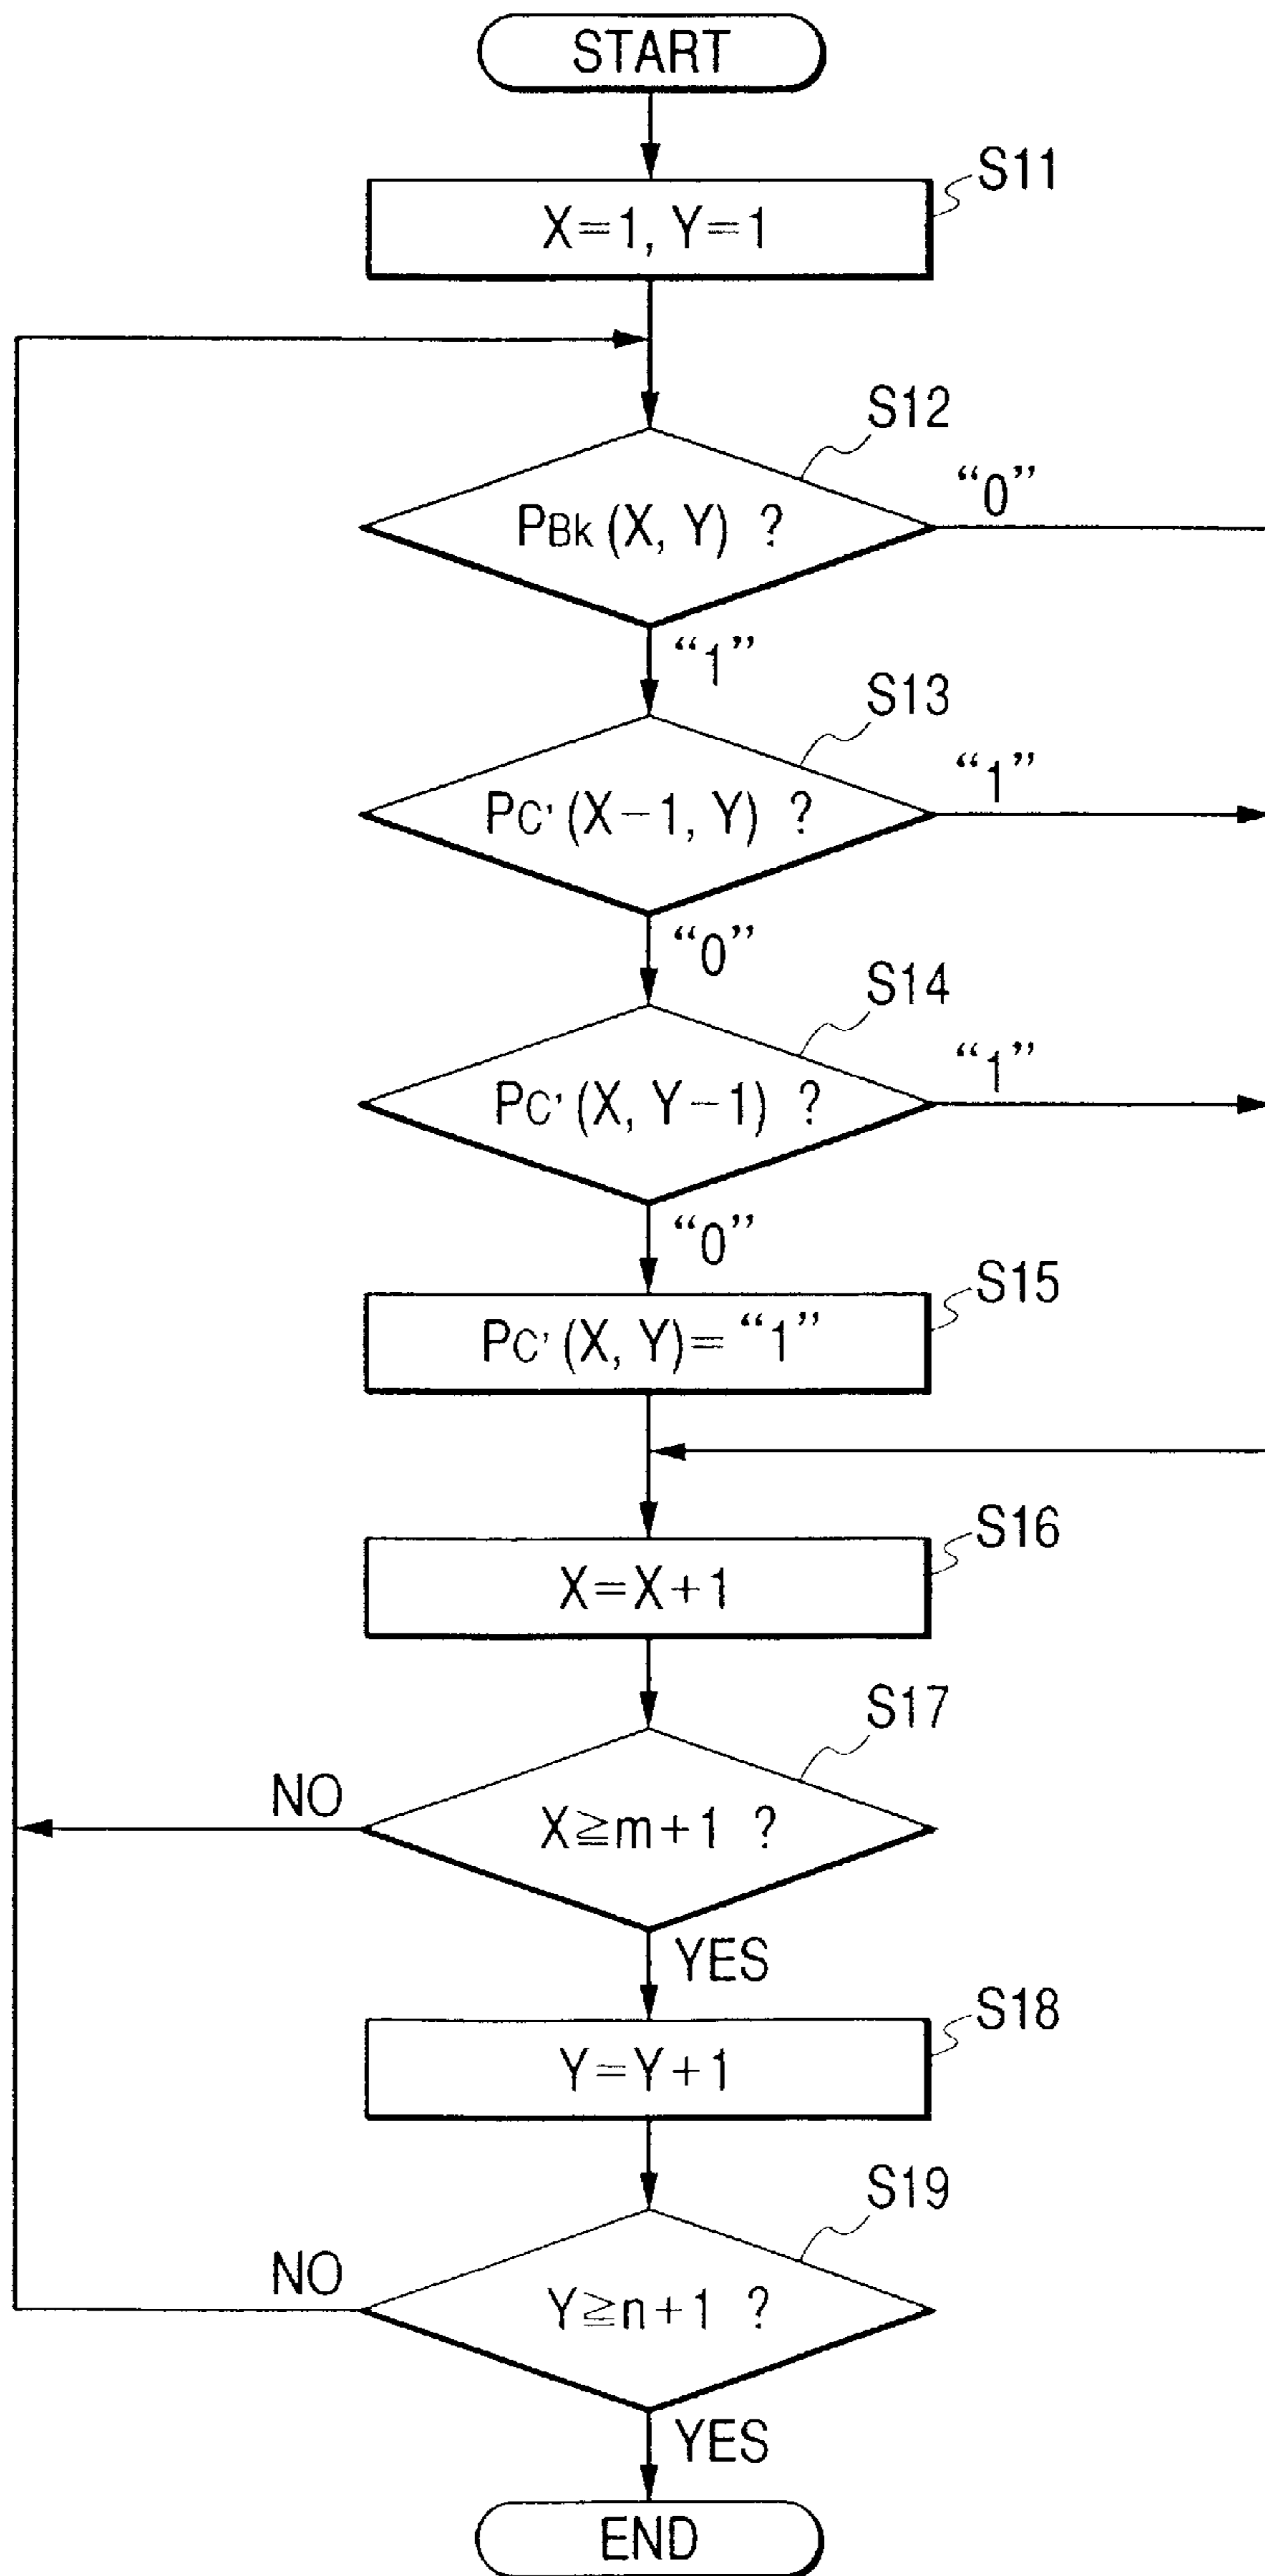 START
S11
X=1, Y=1
S12
PBk (X, Y) ?
“0”
“1”
S13
PC' (X−1, Y) ?
“1”
“0”
S14
PC' (X, Y−1) ?
“1”
“0”
S15
PC' (X, Y)= “1”
S16
X=X+1
S17
NO
X≧m+1 ?
YES
S18
Y=Y+1
S19
NO
Y≧n+1 ?
YES
END